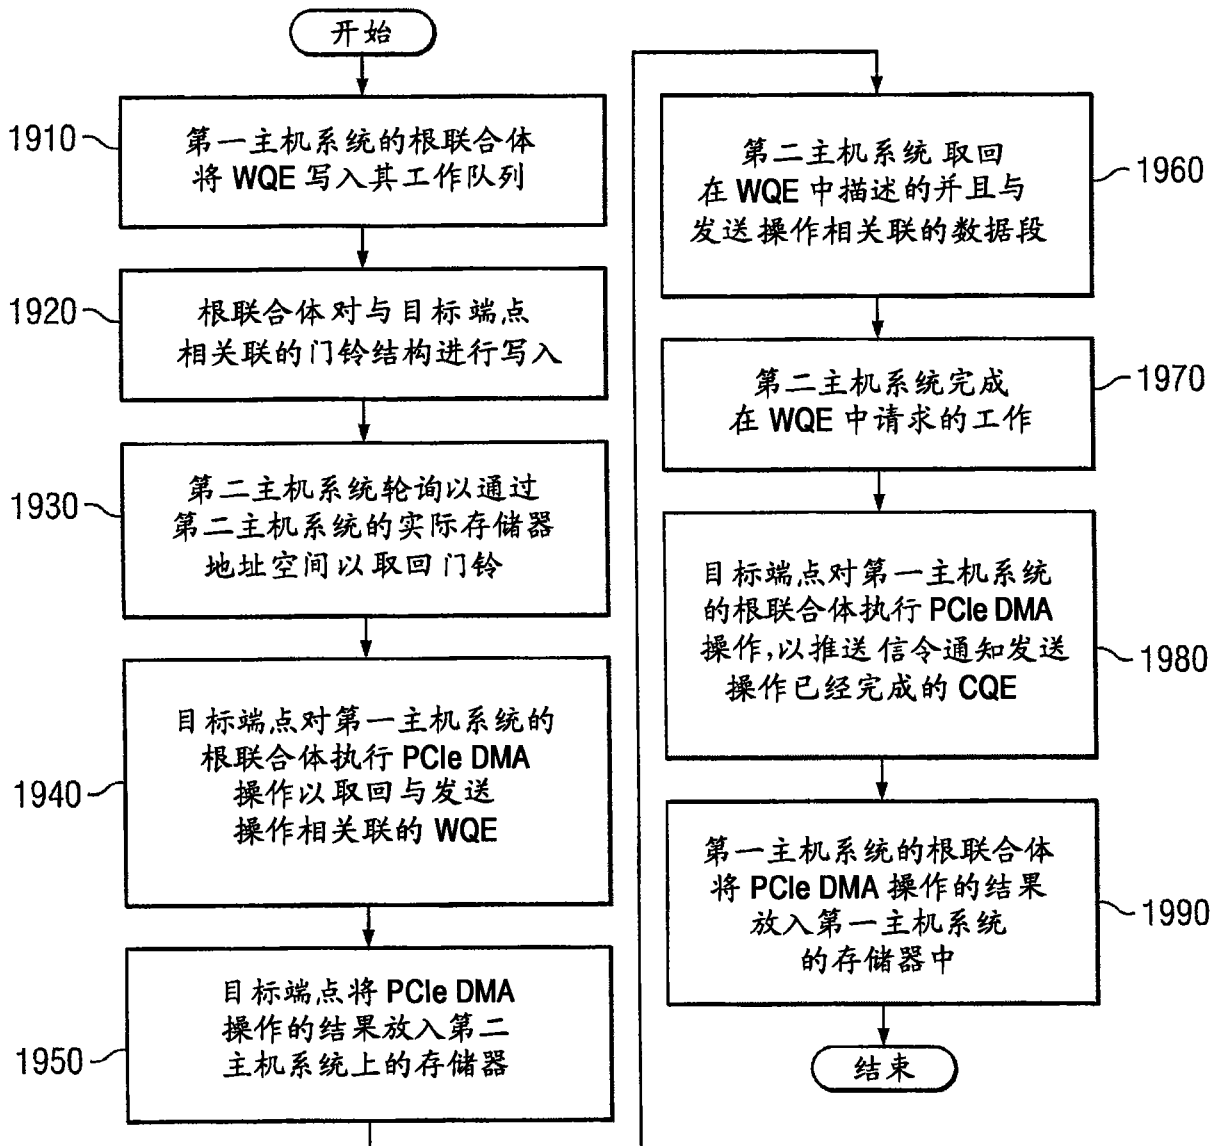 开始
1910
第一主机系统的根联合体
将 WQE 写入其工作队列
1920
根联合体对与目标端点
相关联的门铃结构进行写入
1930
第二主机系统轮询以通过
第二主机系统的实际存储器
地址空间以取回门铃
1940
目标端点对第一主机系统的
根联合体执行 PCIe DMA
操作以取回与发送
操作相关联的 WQE
1950
目标端点将 PCIe DMA
操作的结果放入第二
主机系统上的存储器
1960
第二主机系统 取回
在 WQE 中描述的并且与
发送操作相关联的数据段
1970
第二主机系统完成
在 WQE 中请求的工作
1980
目标端点对第一主机系统
的根联合体执行 PCIe DMA
操作,以推送信令通知发送
操作已经完成的 CQE
1990
第一主机系统的根联合体
将 PCIe DMA 操作的结果
放入第一主机系统
的存储器中
结束